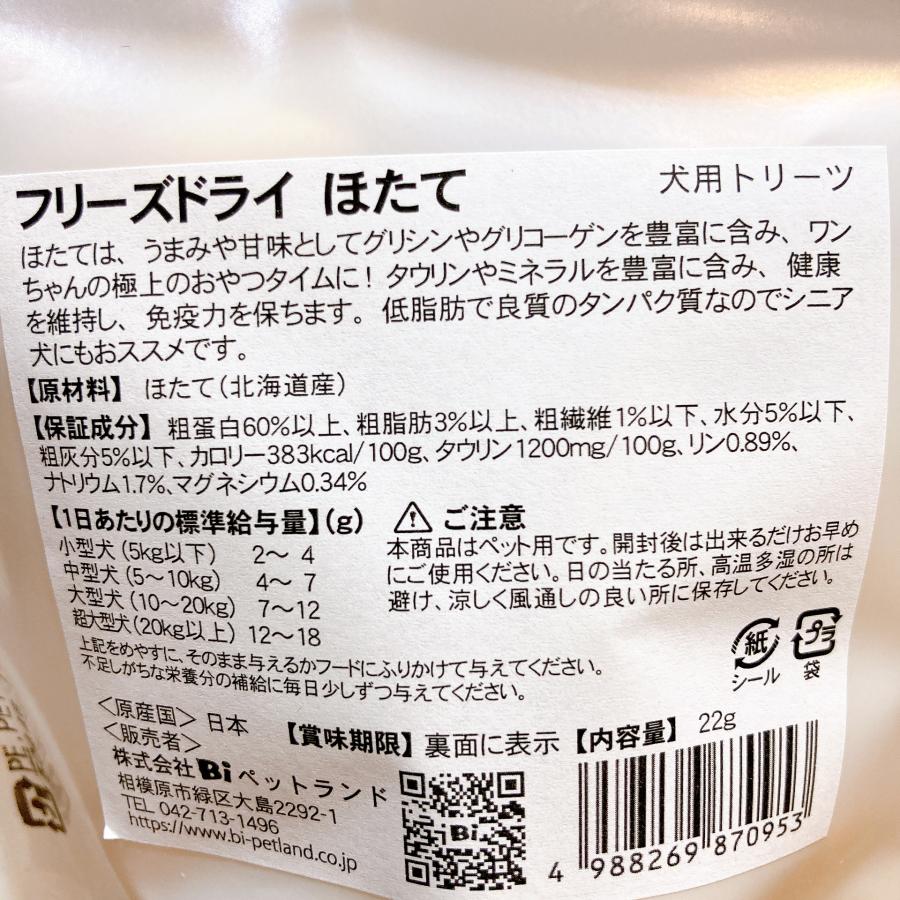 フリーズドライ ほたて
犬用トリーツ
ほたては、うまみや甘味としてグリシンやグリコーゲンを豊富に含み、ワン
ちゃんの極上のおやつタイムに！タウリンやミネラルを豊富に含み、健康
を維持し、免疫力を保ちます。低脂肪で良質のタンパク質なのでシニア
犬にもおススメです。
【原材料】 ほたて(北海道産)
【保証成分】 粗蛋白60%以上、粗脂肪3%以上、粗繊維1%以下、水分5%以下、
粗灰分5%以下、カロリー383kcal/100g、タウリン1200mg/100g、リン0.89%、
ナトリウム1.7%、マグネシウム0.34%
【1日あたりの標準給与量】(g)
小型犬(5kg以下) 2〜 4
中型犬(5〜10kg) 4〜 7
大型犬(10〜20kg) 7〜12
超大型犬(20kg以上) 12〜18
ご注意
本商品はペット用です。開封後は出来るだけお早め
にご使用ください。日の当たる所、高温多湿の所は
避け、涼しく風通しの良い所に保存してください。
上記をめやすに、そのまま与えるかフードにふりかけて与えてください。
不足しがちな栄養分の補給に毎日少しずつ与えてください。
紙
シール
プラ
袋
<原産国> 日本
<販売者>
【賞味期限】裏面に表示 【内容量】 22g
株式会社Biペットランド
相模原市緑区大島2292-1
TEL 042-713-1496
https://www.bi-petland.co.jp
Bi
4 988269 870953